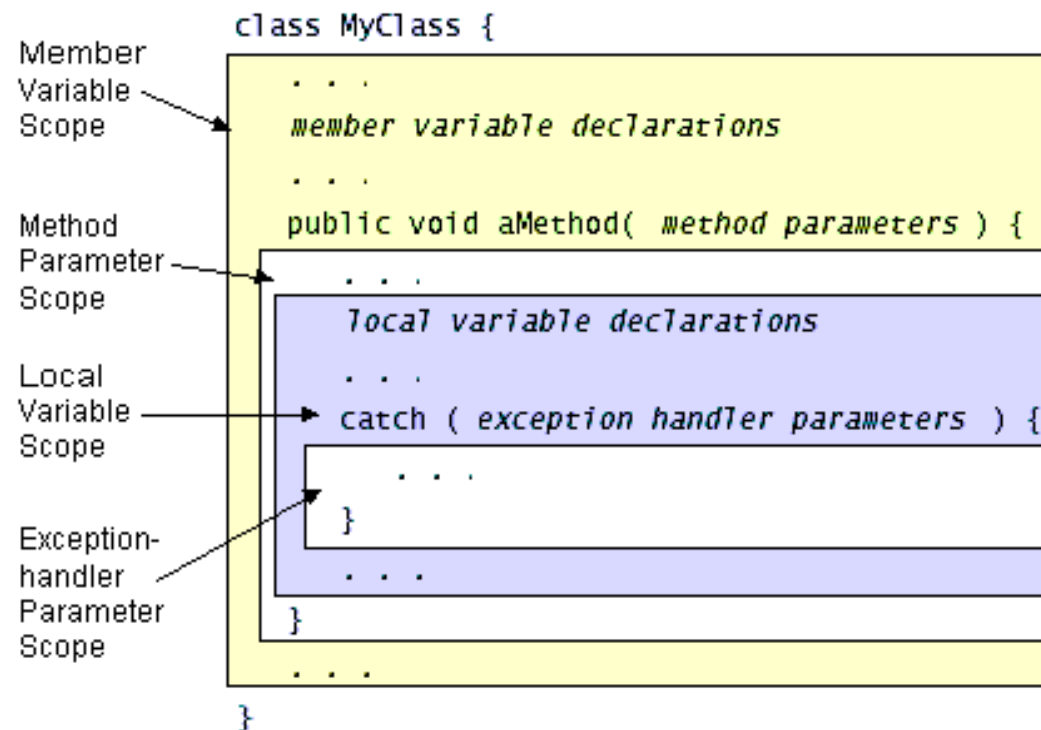 class MyClass {
Member
Variable
Scope
. . .
member variable declarations
. . .
public void aMethod( method parameters ) {
Method
Parameter
Scope
. . .
local variable declarations
. . .
Local
Variable
Scope
catch ( exception handler parameters ) {
. . .
}
Exception-
handler
Parameter
Scope
. . .
}
. . .
}